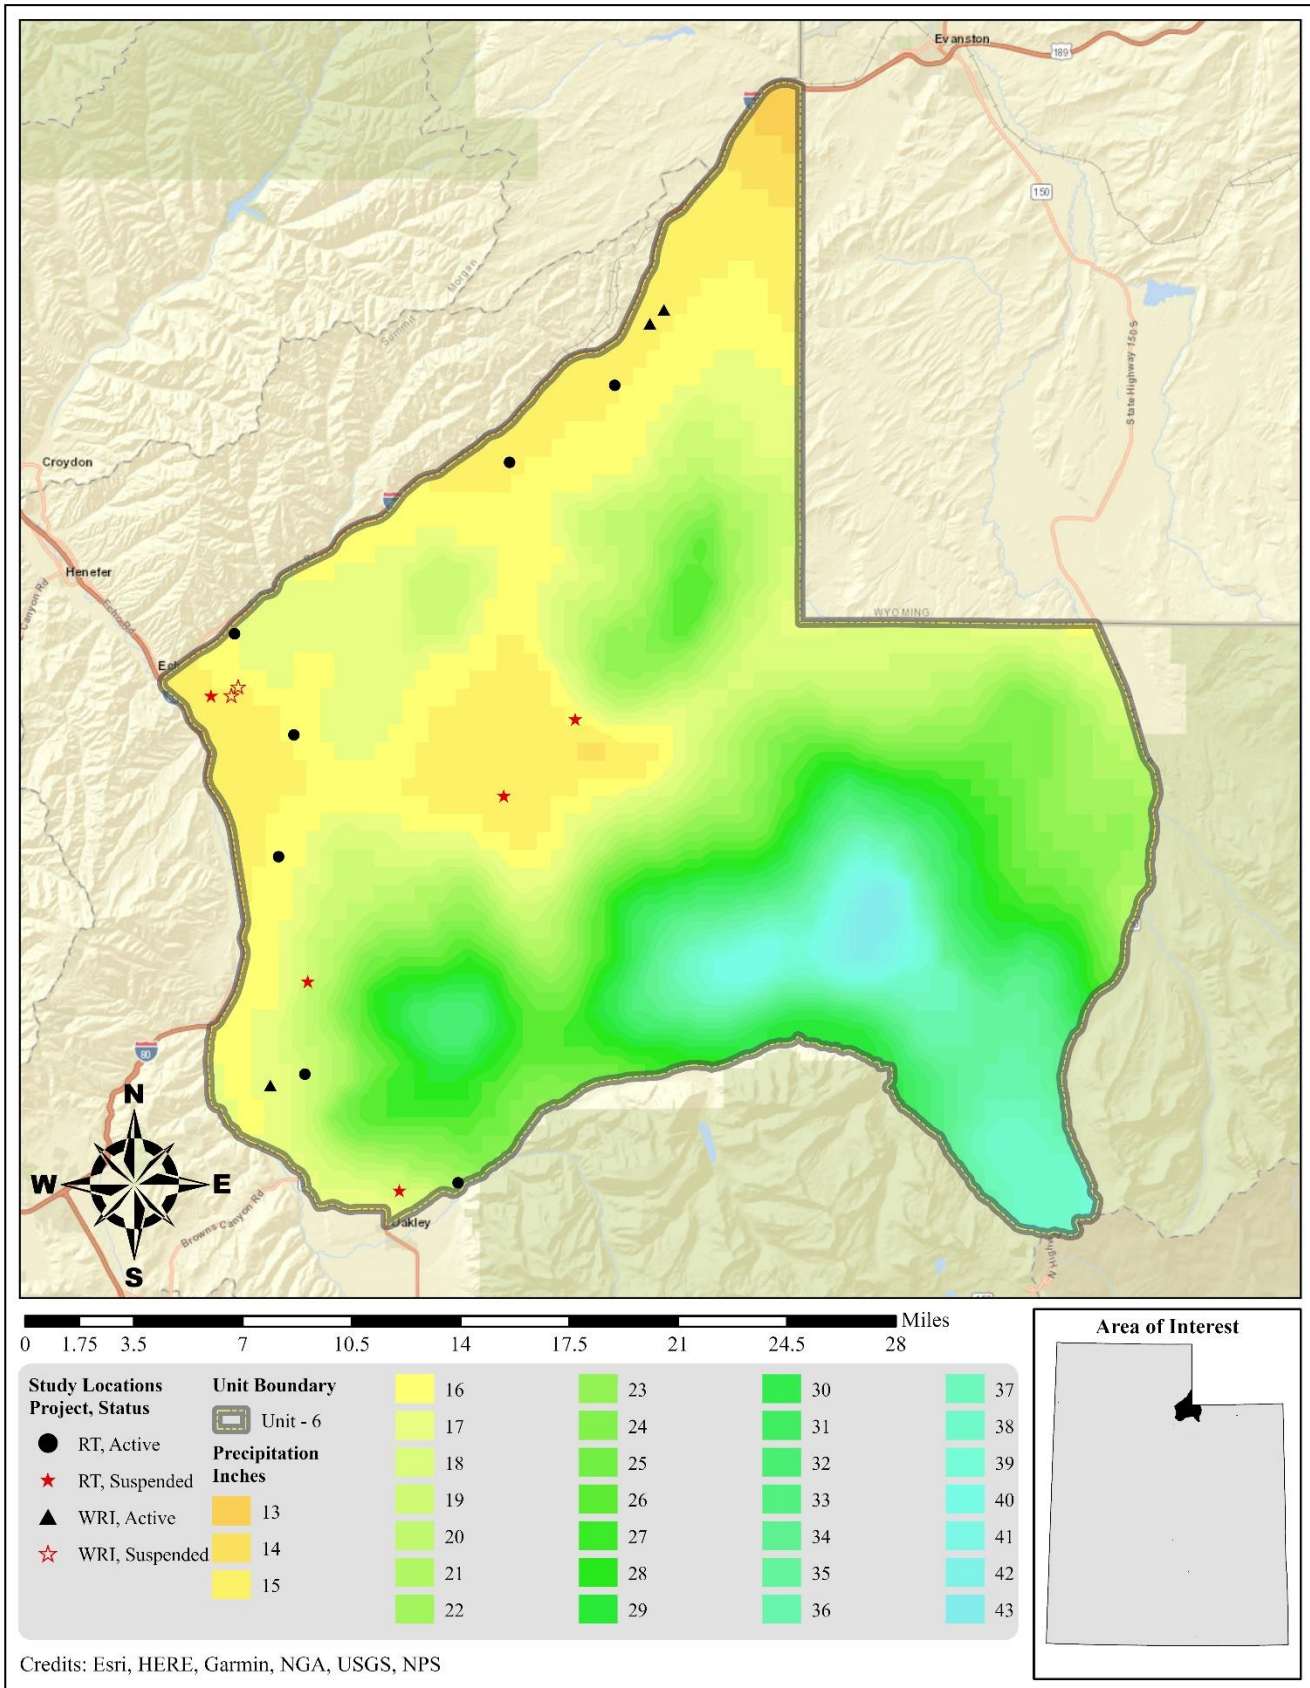 Evanston
189
150
Morgan
Summit
State Highway 150 S
Croydon
Henefer
Canyon Rd
Echo Rd
Rd
WYOMING
Ech
80
N
W
E
S
Browns Canyon Rd
Oakley
0 1.75 3.5 7 10.5 14 17.5 21 24.5 28 Miles
Study Locations
Project, Status
RT, Active
RT, Suspended
WRI, Active
WRI, Suspended
Unit Boundary
Unit - 6
Precipitation
Inches
13
14
15
16
17
18
19
20
21
22
23
24
25
26
27
28
29
30
31
32
33
34
35
36
37
38
39
40
41
42
43
Area of Interest
Credits: Esri, HERE, Garmin, NGA, USGS, NPS